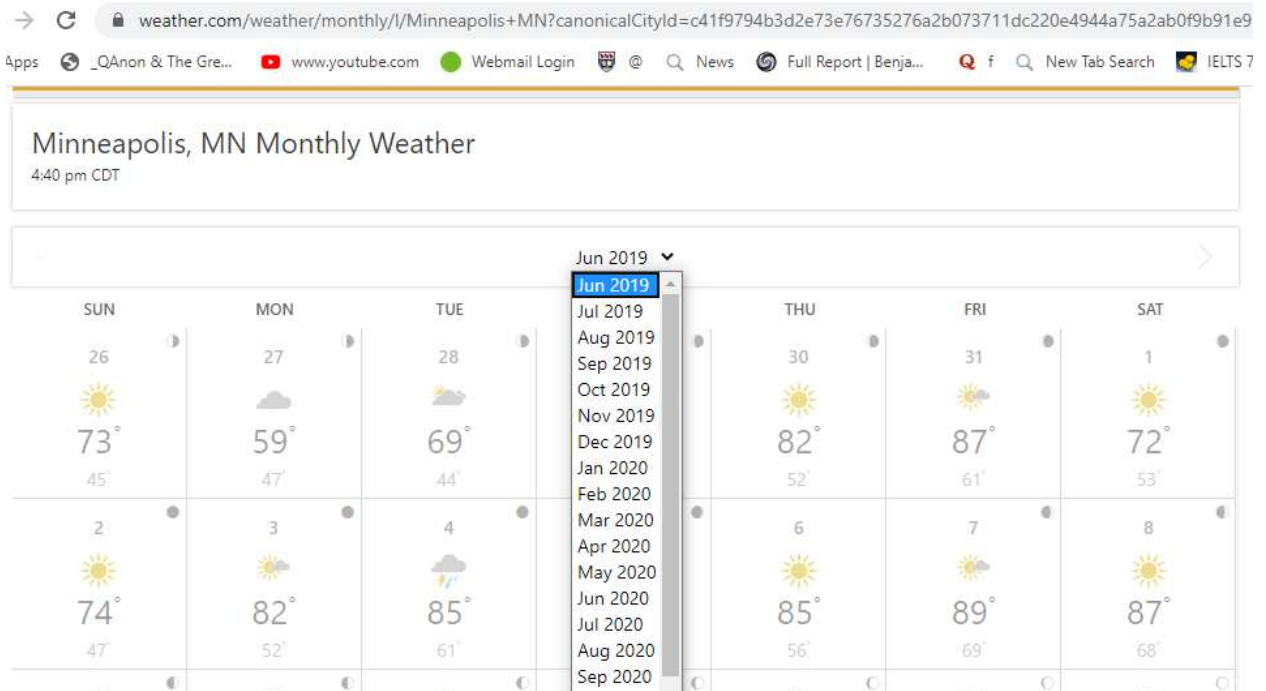 weather.com/weather/monthly/l/Minneapolis+MN?canonicalCityId=c41f9794b3d2e73e76735276a2b073711dc220e4944a75a2ab0f9b91e9
Apps _QAnon & The Gre... www.youtube.com Webmail Login @ News Full Report | Benja... Q f New Tab Search IELTS 7
Minneapolis, MN Monthly Weather
4:40 pm CDT
Jun 2019
Jun 2019
Jul 2019
Aug 2019
Sep 2019
Oct 2019
Nov 2019
Dec 2019
Jan 2020
Feb 2020
Mar 2020
Apr 2020
May 2020
Jun 2020
Jul 2020
Aug 2020
Sep 2020
SUN MON TUE THU FRI SAT
26 27 28 30 31 1
73° 59° 69° 82° 87° 72°
45° 47° 44° 52° 61° 53°
2 3 4 6 7 8
74° 82° 85° 85° 89° 87°
47° 52° 61° 56° 69° 68°